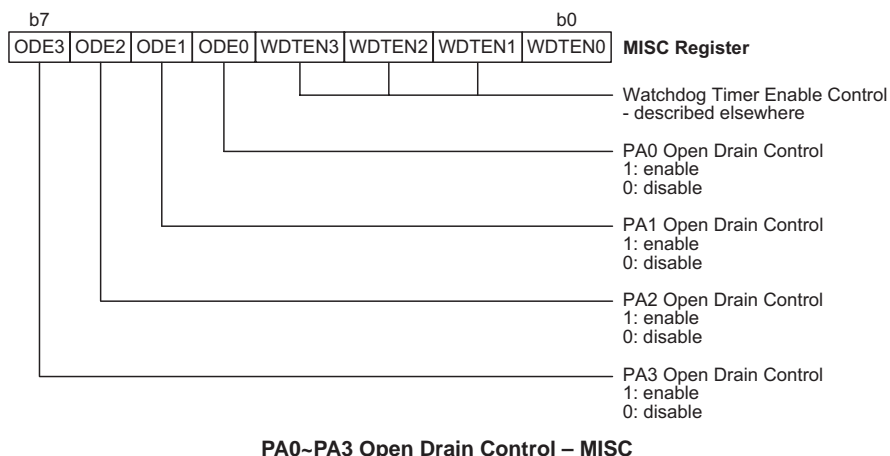 b7 b0
ODE3 ODE2 ODE1 ODE0 WDTEN3 WDTEN2 WDTEN1 WDTEN0 MISC Register
Watchdog Timer Enable Control
- described elsewhere
PA0 Open Drain Control
1: enable
0: disable
PA1 Open Drain Control
1: enable
0: disable
PA2 Open Drain Control
1: enable
0: disable
PA3 Open Drain Control
1: enable
0: disable
PA0~PA3 Open Drain Control – MISC